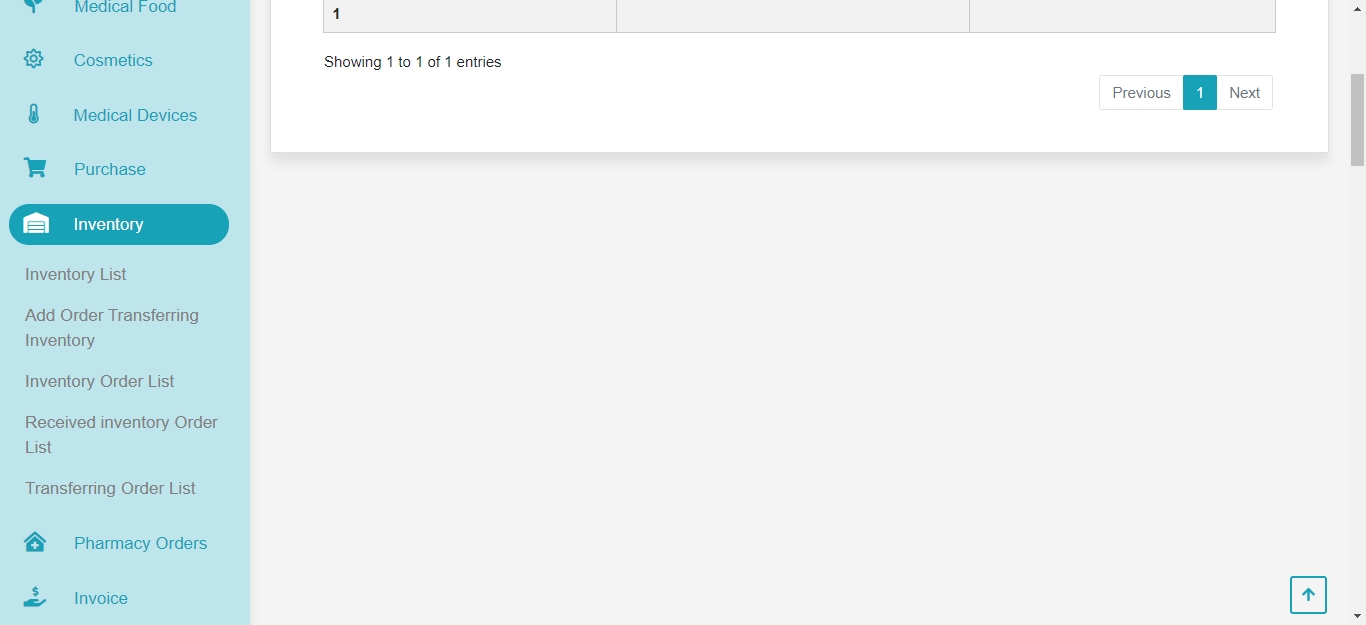 Medical Food
Cosmetics
Medical Devices
Purchase
Inventory
Inventory List
Add Order Transferring
Inventory
Inventory Order List
Received inventory Order
List
Transferring Order List
Pharmacy Orders
Invoice
1
Showing 1 to 1 of 1 entries
Previous 1 Next